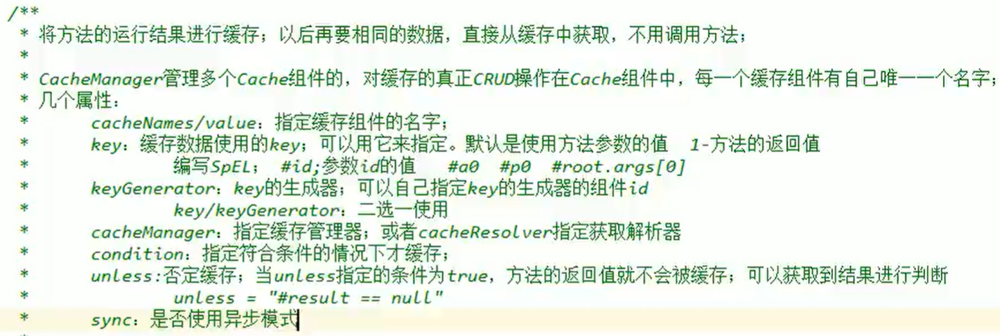 /**
* 将方法的运行结果进行缓存；以后再要相同的数据，直接从缓存中获取，不用调用方法；
*
* CacheManager管理多个Cache组件的，对缓存的真正CRUD操作在Cache组件中，每一个缓存组件有自己唯一一个名字；
* 几个属性：
* cacheNames/value：指定缓存组件的名字；
* key：缓存数据使用的key；可以用它来指定。默认是使用方法参数的值 1-方法的返回值
* 编写SpEL； #id;参数id的值 #a0 #p0 #root.args[0]
* keyGenerator：key的生成器；可以自己指定key的生成器的组件id
* key/keyGenerator：二选一使用
* cacheManager：指定缓存管理器；或者cacheResolver指定获取解析器
* condition：指定符合条件的情况下才缓存；
* unless:否定缓存；当unless指定的条件为true，方法的返回值就不会被缓存；可以获取到结果进行判断
* unless = "#result == null"
* sync：是否使用异步模式